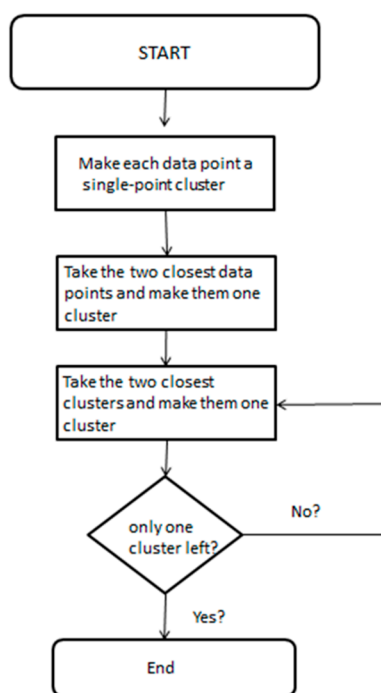 START
Make each data point a
single-point cluster
Take the two closest data
points and make them one
cluster
Take the two closest
clusters and make them one
cluster
No?
only one
cluster left?
Yes?
End